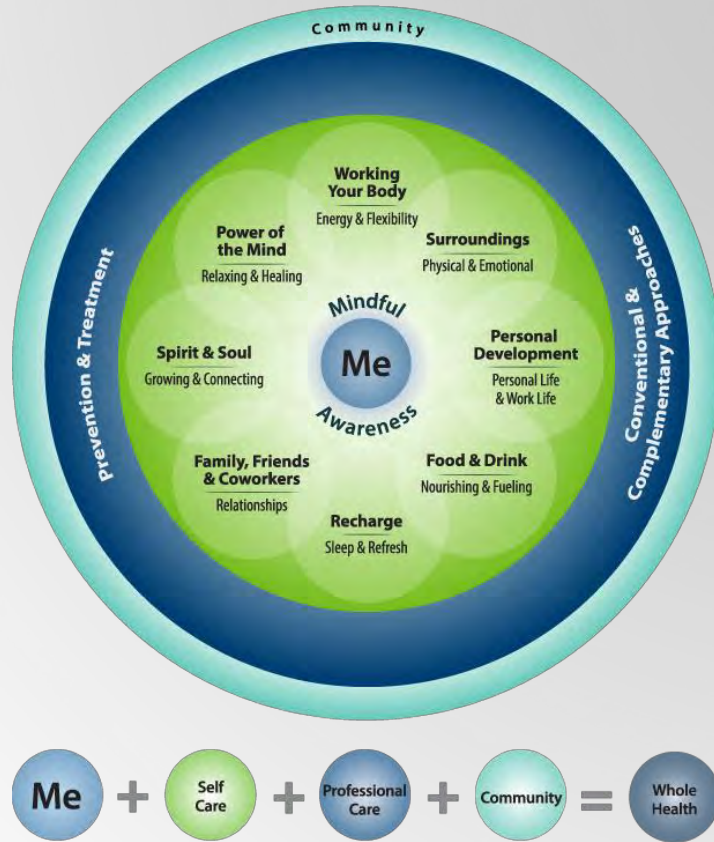 Community
Working
Your Body
Energy & Flexibility
Power of
the Mind
Relaxing & Healing
Surroundings
Physical & Emotional
Mindful
Me
Awareness
Prevention & Treatment
Spirit & Soul
Growing & Connecting
Personal
Development
Personal Life
& Work Life
Conventional &
Complementary Approaches
Family, Friends
& Coworkers
Relationships
Food & Drink
Nourishing & Fueling
Recharge
Sleep & Refresh
Me + Self Care + Professional Care + Community = Whole Health